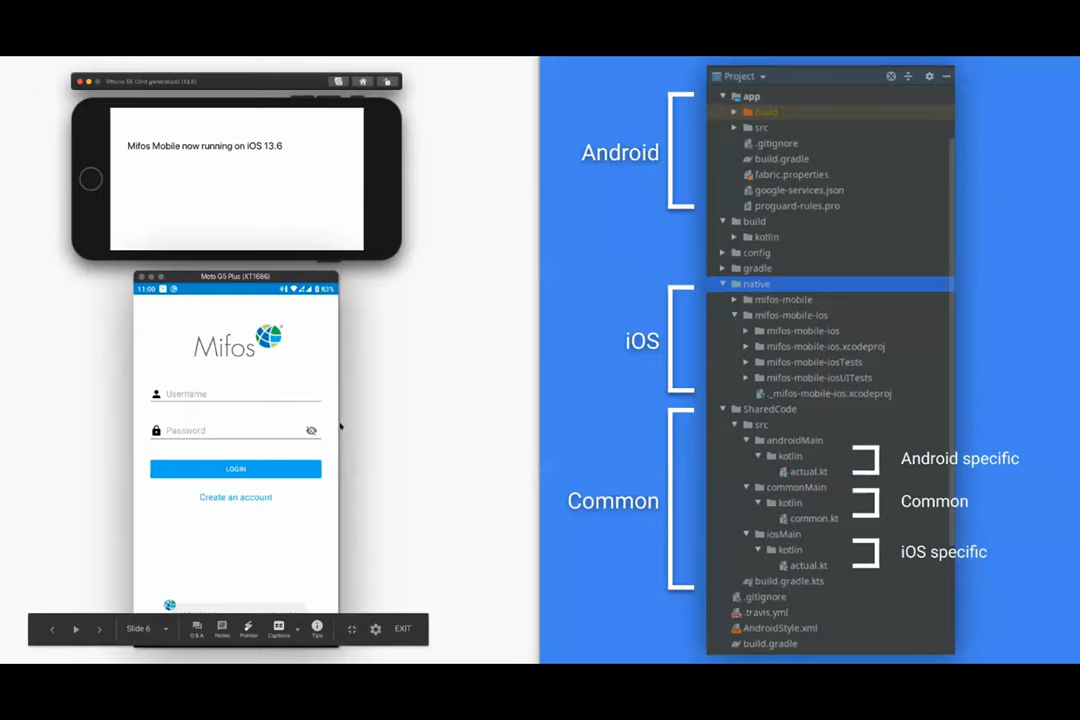 iPhone SE (2nd generation) (13.6)
Mifos Mobile now running on iOS 13.6
Moto G5 Plus (XT1686)
11:00
83%
Mifos
Username
Password
LOGIN
Create an account
Slide 6
Q&A
Notes
Pointer
Captions
Tips
EXIT
Project
Android
app
build
src
.gitignore
build.gradle
fabric.properties
google-services.json
proguard-rules.pro
build
kotlin
config
gradle
native
iOS
mifos-mobile
mifos-mobile-ios
mifos-mobile-ios
mifos-mobile-ios.xcodeproj
mifos-mobile-iosTests
mifos-mobile-iosUITests
._mifos-mobile-ios.xcodeproj
Common
SharedCode
src
androidMain
kotlin
actual.kt
Android specific
commonMain
kotlin
common.kt
Common
iosMain
kotlin
actual.kt
iOS specific
build.gradle.kts
.gitignore
.travis.yml
AndroidStyle.xml
build.gradle